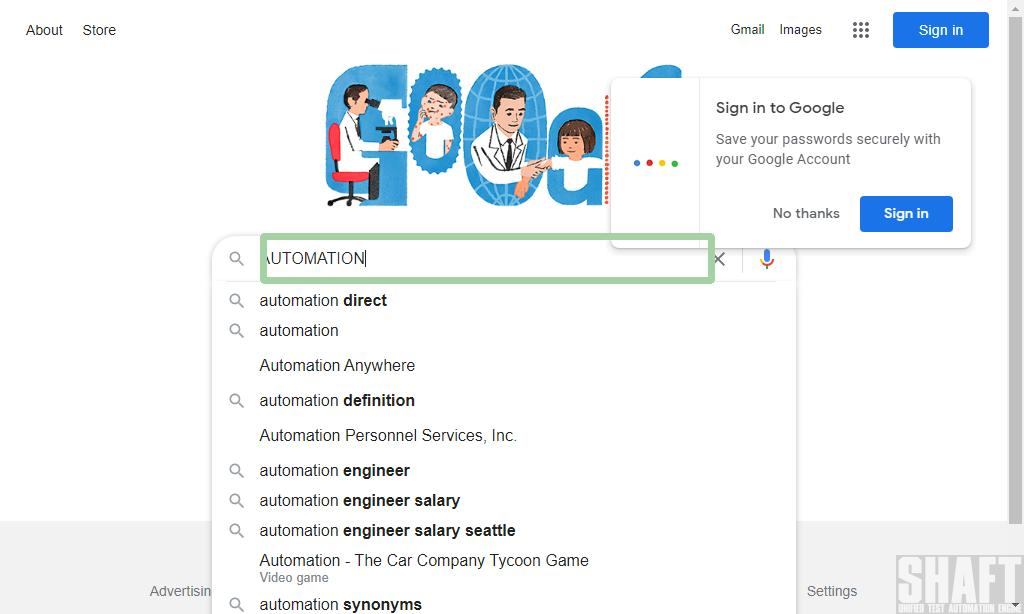 About Store Gmail Images Sign in
Sign in to Google
Save your passwords securely with
your Google Account
No thanks Sign in
AUTOMATION
automation direct
automation
Automation Anywhere
automation definition
Automation Personnel Services, Inc.
automation engineer
automation engineer salary
automation engineer salary seattle
Automation - The Car Company Tycoon Game
Video game
automation synonyms
Advertisin Settings
SHAFT
UNIFIED TEST AUTOMATION ENGIN